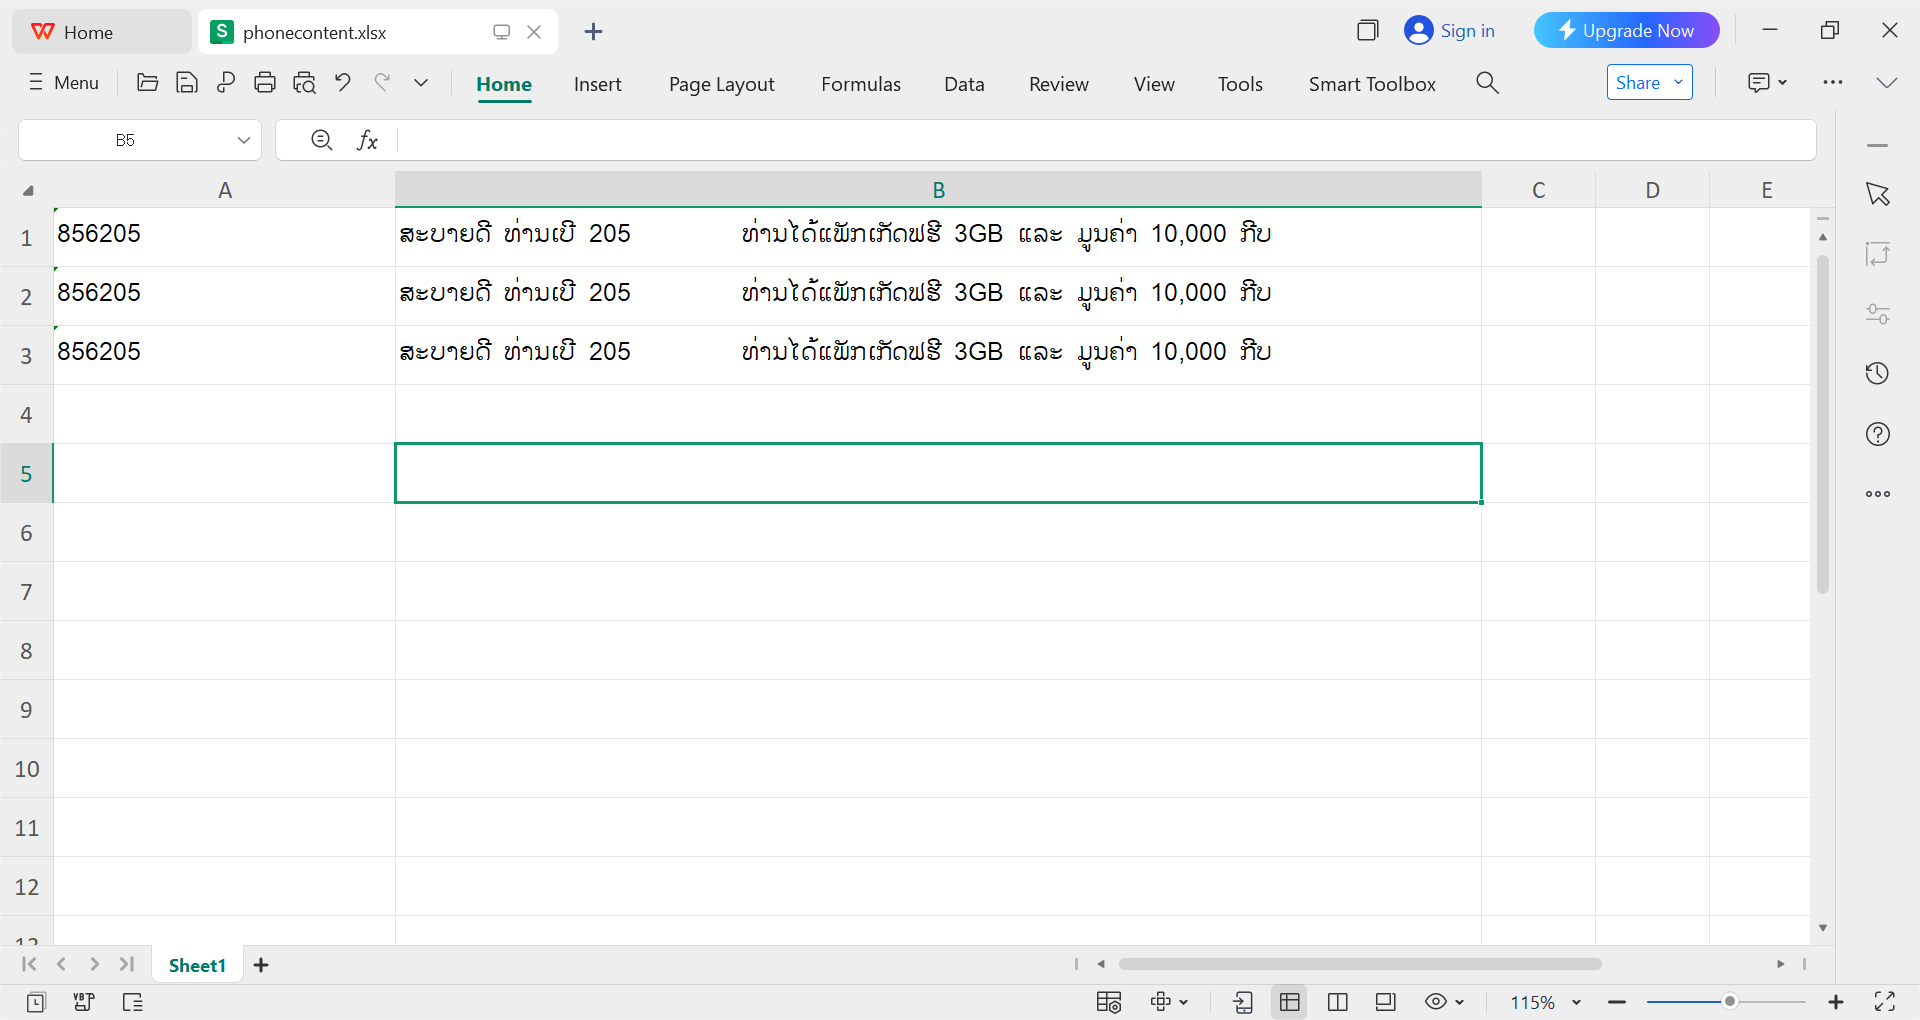 Home
phonecontent.xlsx
Sign in
Upgrade Now
Menu
Home Insert Page Layout Formulas Data Review View Tools Smart Toolbox
Share
B5
fx
A B C D E
1 856205 ສະບາຍດີ ທ່ານເບີ 205 ທ່ານໄດ້ແພັກເກັດຟຣີ 3GB ແລະ ມູນຄ່າ 10,000 ກີບ
2 856205 ສະບາຍດີ ທ່ານເບີ 205 ທ່ານໄດ້ແພັກເກັດຟຣີ 3GB ແລະ ມູນຄ່າ 10,000 ກີບ
3 856205 ສະບາຍດີ ທ່ານເບີ 205 ທ່ານໄດ້ແພັກເກັດຟຣີ 3GB ແລະ ມູນຄ່າ 10,000 ກີບ
4
5
6
7
8
9
10
11
12
Sheet1
115%